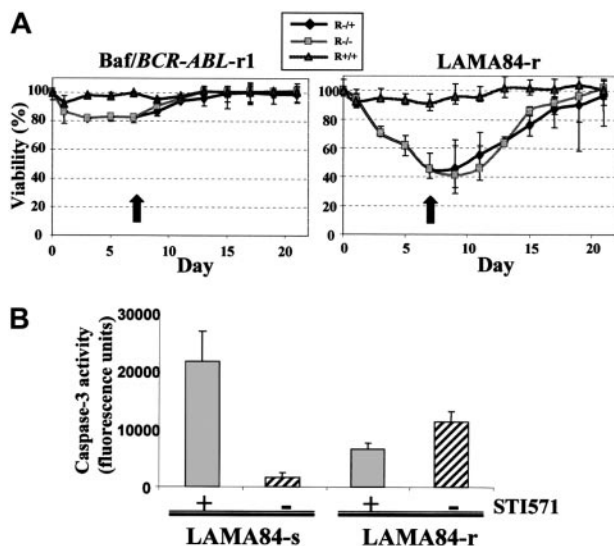 A
R-/+
R-/-
R+/+
Baf/BCR-ABL-r1
LAMA84-r
Viability (%)
100
80
60
40
20
0
0 5 10 15 20
Day
100
80
60
40
20
0
0 5 10 15 20
Day
B
Caspase-3 activity
(fluorescence units)
30000
20000
10000
0
+ - + - STI571
LAMA84-s LAMA84-r